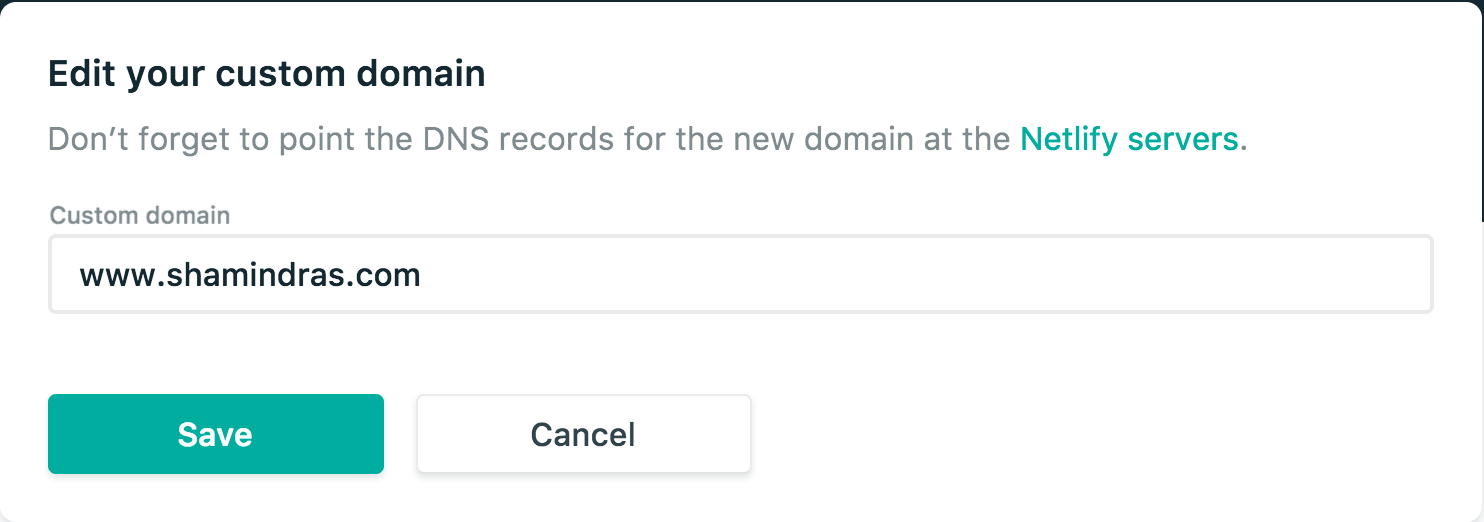 Edit your custom domain
Don’t forget to point the DNS records for the new domain at the Netlify servers.
Custom domain
www.shamindras.com
Save
Cancel